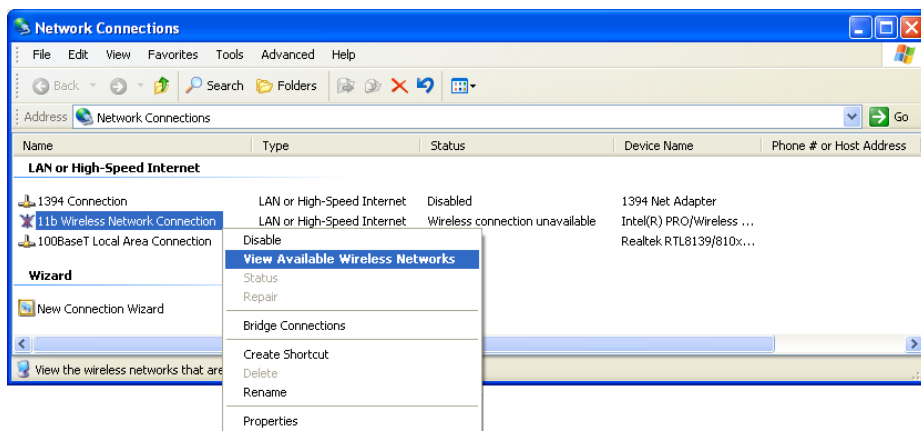 Network Connections
File Edit View Favorites Tools Advanced Help
Back Search Folders
Address Network Connections Go
Name Type Status Device Name Phone # or Host Address
LAN or High-Speed Internet
1394 Connection LAN or High-Speed Internet Disabled 1394 Net Adapter
11b Wireless Network Connection LAN or High-Speed Internet Wireless connection unavailable Intel(R) PRO/Wireless ...
100BaseT Local Area Connection Realtek RTL8139/810x...
Disable
View Available Wireless Networks
Status
Repair
Bridge Connections
Create Shortcut
Delete
Rename
Properties
Wizard
New Connection Wizard
View the wireless networks that are